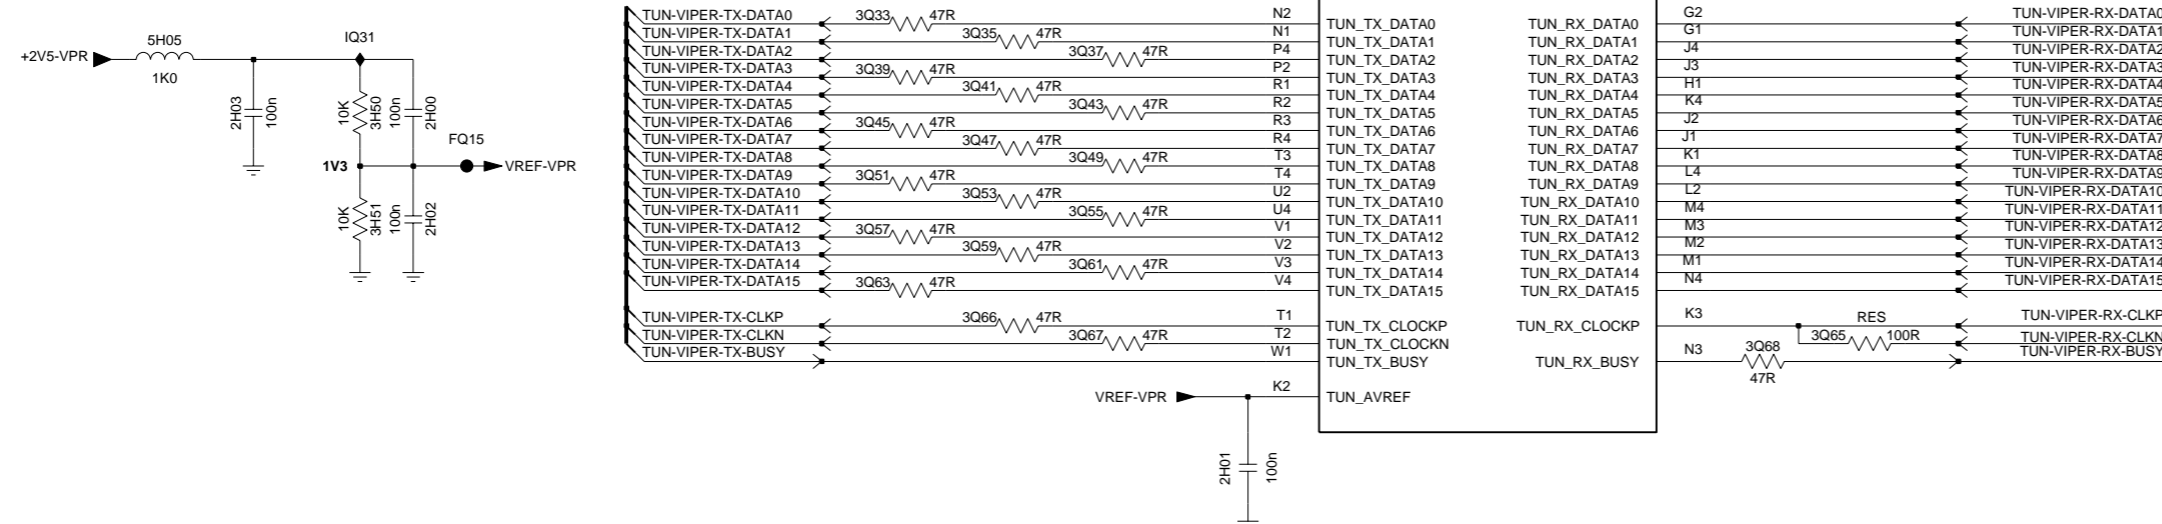 +2V5-VPR
5H05
1K0
IQ31
2H03
100n
10K
3H50
100n
2H00
FQ15
1V3
VREF-VPR
10K
3H51
100n
2H02
TUN-VIPER-TX-DATA0 3Q33 47R N2 TUN_TX_DATA0 TUN_RX_DATA0 G2 TUN-VIPER-RX-DATA0
TUN-VIPER-TX-DATA1 3Q35 47R N1 TUN_TX_DATA1 TUN_RX_DATA1 G1 TUN-VIPER-RX-DATA1
TUN-VIPER-TX-DATA2 3Q37 47R P4 TUN_TX_DATA2 TUN_RX_DATA2 J4 TUN-VIPER-RX-DATA2
TUN-VIPER-TX-DATA3 3Q39 47R P2 TUN_TX_DATA3 TUN_RX_DATA3 J3 TUN-VIPER-RX-DATA3
TUN-VIPER-TX-DATA4 3Q41 47R R1 TUN_TX_DATA4 TUN_RX_DATA4 H1 TUN-VIPER-RX-DATA4
TUN-VIPER-TX-DATA5 3Q43 47R R2 TUN_TX_DATA5 TUN_RX_DATA5 K4 TUN-VIPER-RX-DATA5
TUN-VIPER-TX-DATA6 3Q45 47R R3 TUN_TX_DATA6 TUN_RX_DATA6 J2 TUN-VIPER-RX-DATA6
TUN-VIPER-TX-DATA7 3Q47 47R R4 TUN_TX_DATA7 TUN_RX_DATA7 J1 TUN-VIPER-RX-DATA7
TUN-VIPER-TX-DATA8 3Q49 47R T3 TUN_TX_DATA8 TUN_RX_DATA8 K1 TUN-VIPER-RX-DATA8
TUN-VIPER-TX-DATA9 3Q51 47R T4 TUN_TX_DATA9 TUN_RX_DATA9 L4 TUN-VIPER-RX-DATA9
TUN-VIPER-TX-DATA10 3Q53 47R U2 TUN_TX_DATA10 TUN_RX_DATA10 L2 TUN-VIPER-RX-DATA10
TUN-VIPER-TX-DATA11 3Q55 47R U4 TUN_TX_DATA11 TUN_RX_DATA11 M4 TUN-VIPER-RX-DATA11
TUN-VIPER-TX-DATA12 3Q57 47R V1 TUN_TX_DATA12 TUN_RX_DATA12 M3 TUN-VIPER-RX-DATA12
TUN-VIPER-TX-DATA13 3Q59 47R V2 TUN_TX_DATA13 TUN_RX_DATA13 M2 TUN-VIPER-RX-DATA13
TUN-VIPER-TX-DATA14 3Q61 47R V3 TUN_TX_DATA14 TUN_RX_DATA14 M1 TUN-VIPER-RX-DATA14
TUN-VIPER-TX-DATA15 3Q63 47R V4 TUN_TX_DATA15 TUN_RX_DATA15 N4 TUN-VIPER-RX-DATA15
TUN-VIPER-TX-CLKP 3Q66 47R T1 TUN_TX_CLOCKP TUN_RX_CLOCKP K3 RES TUN-VIPER-RX-CLKP
TUN-VIPER-TX-CLKN 3Q67 47R T2 TUN_TX_CLOCKN 3Q65 100R TUN-VIPER-RX-CLKN
TUN-VIPER-TX-BUSY W1 TUN_TX_BUSY TUN_RX_BUSY N3 3Q68 47R TUN-VIPER-RX-BUSY
VREF-VPR K2 TUN_AVREF
2H01
100n